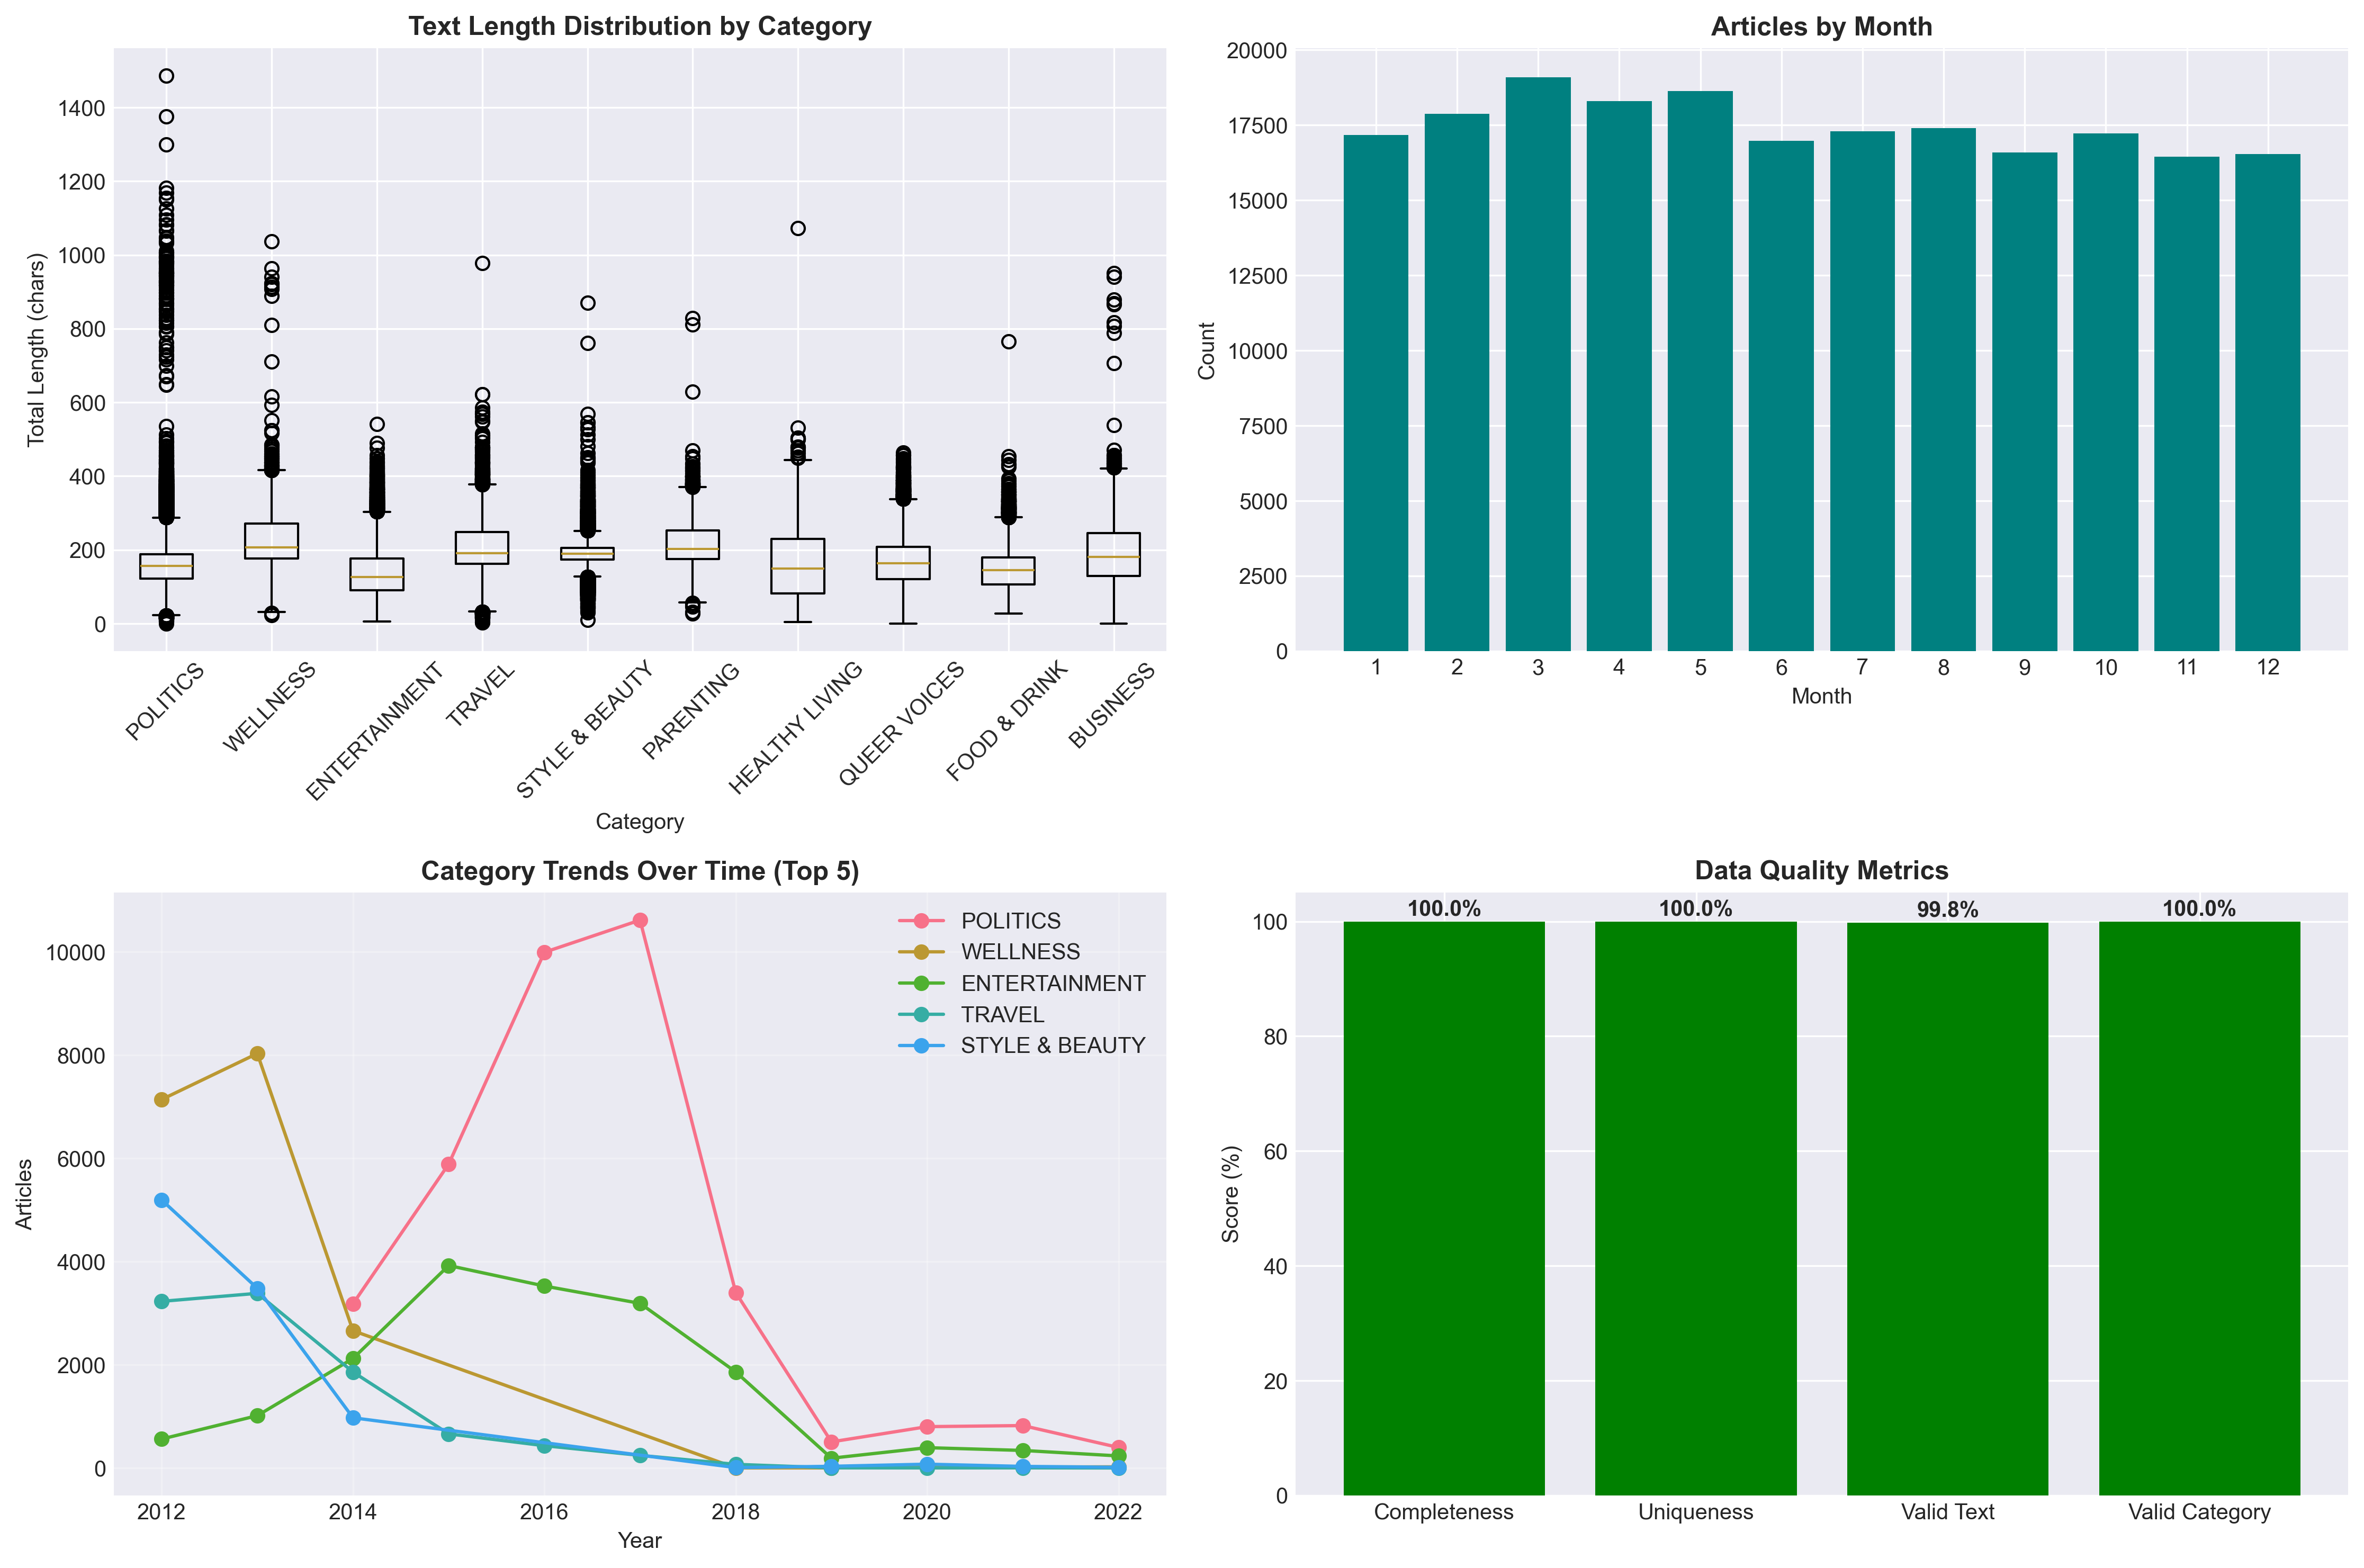 Text Length Distribution by Category
Total Length (chars)
1400
1200
1000
800
600
400
200
0
POLITICS
WELLNESS
ENTERTAINMENT
TRAVEL
STYLE & BEAUTY
PARENTING
HEALTHY LIVING
QUEER VOICES
FOOD & DRINK
BUSINESS
Category
Articles by Month
Count
20000
17500
15000
12500
10000
7500
5000
2500
0
1 2 3 4 5 6 7 8 9 10 11 12
Month
Category Trends Over Time (Top 5)
Articles
10000
8000
6000
4000
2000
0
POLITICS
WELLNESS
ENTERTAINMENT
TRAVEL
STYLE & BEAUTY
2012 2014 2016 2018 2020 2022
Year
Data Quality Metrics
Score (%)
100
80
60
40
20
0
100.0% 100.0% 99.8% 100.0%
Completeness Uniqueness Valid Text Valid Category